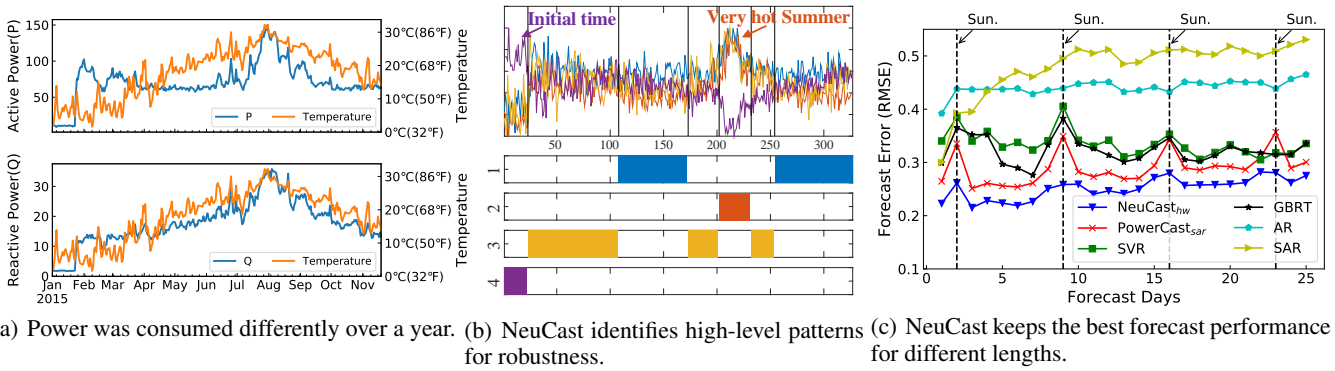 Active Power(P)
150
100
50
P
Temperature
30°C(86°F)
20°C(68°F)
10°C(50°F)
0°C(32°F)
Temperature
Reactive Power(Q)
30
20
10
0
Q
Temperature
30°C(86°F)
20°C(68°F)
10°C(50°F)
0°C(32°F)
Temperature
Jan Feb Mar Apr May Jun Jul Aug Sep Oct Nov
2015
a) Power was consumed differently over a year.
Initial time
Very hot Summer
50 100 150 200 250 300
1
2
3
4
(b) NeuCast identifies high-level patterns
for robustness.
Sun. Sun. Sun. Sun.
Forecast Error (RMSE)
0.5
0.4
0.3
0.2
0.1
NeuCasthw
PowerCastsar
SVR
GBRT
AR
SAR
0 5 10 15 20 25
Forecast Days
(c) NeuCast keeps the best forecast performance
for different lengths.